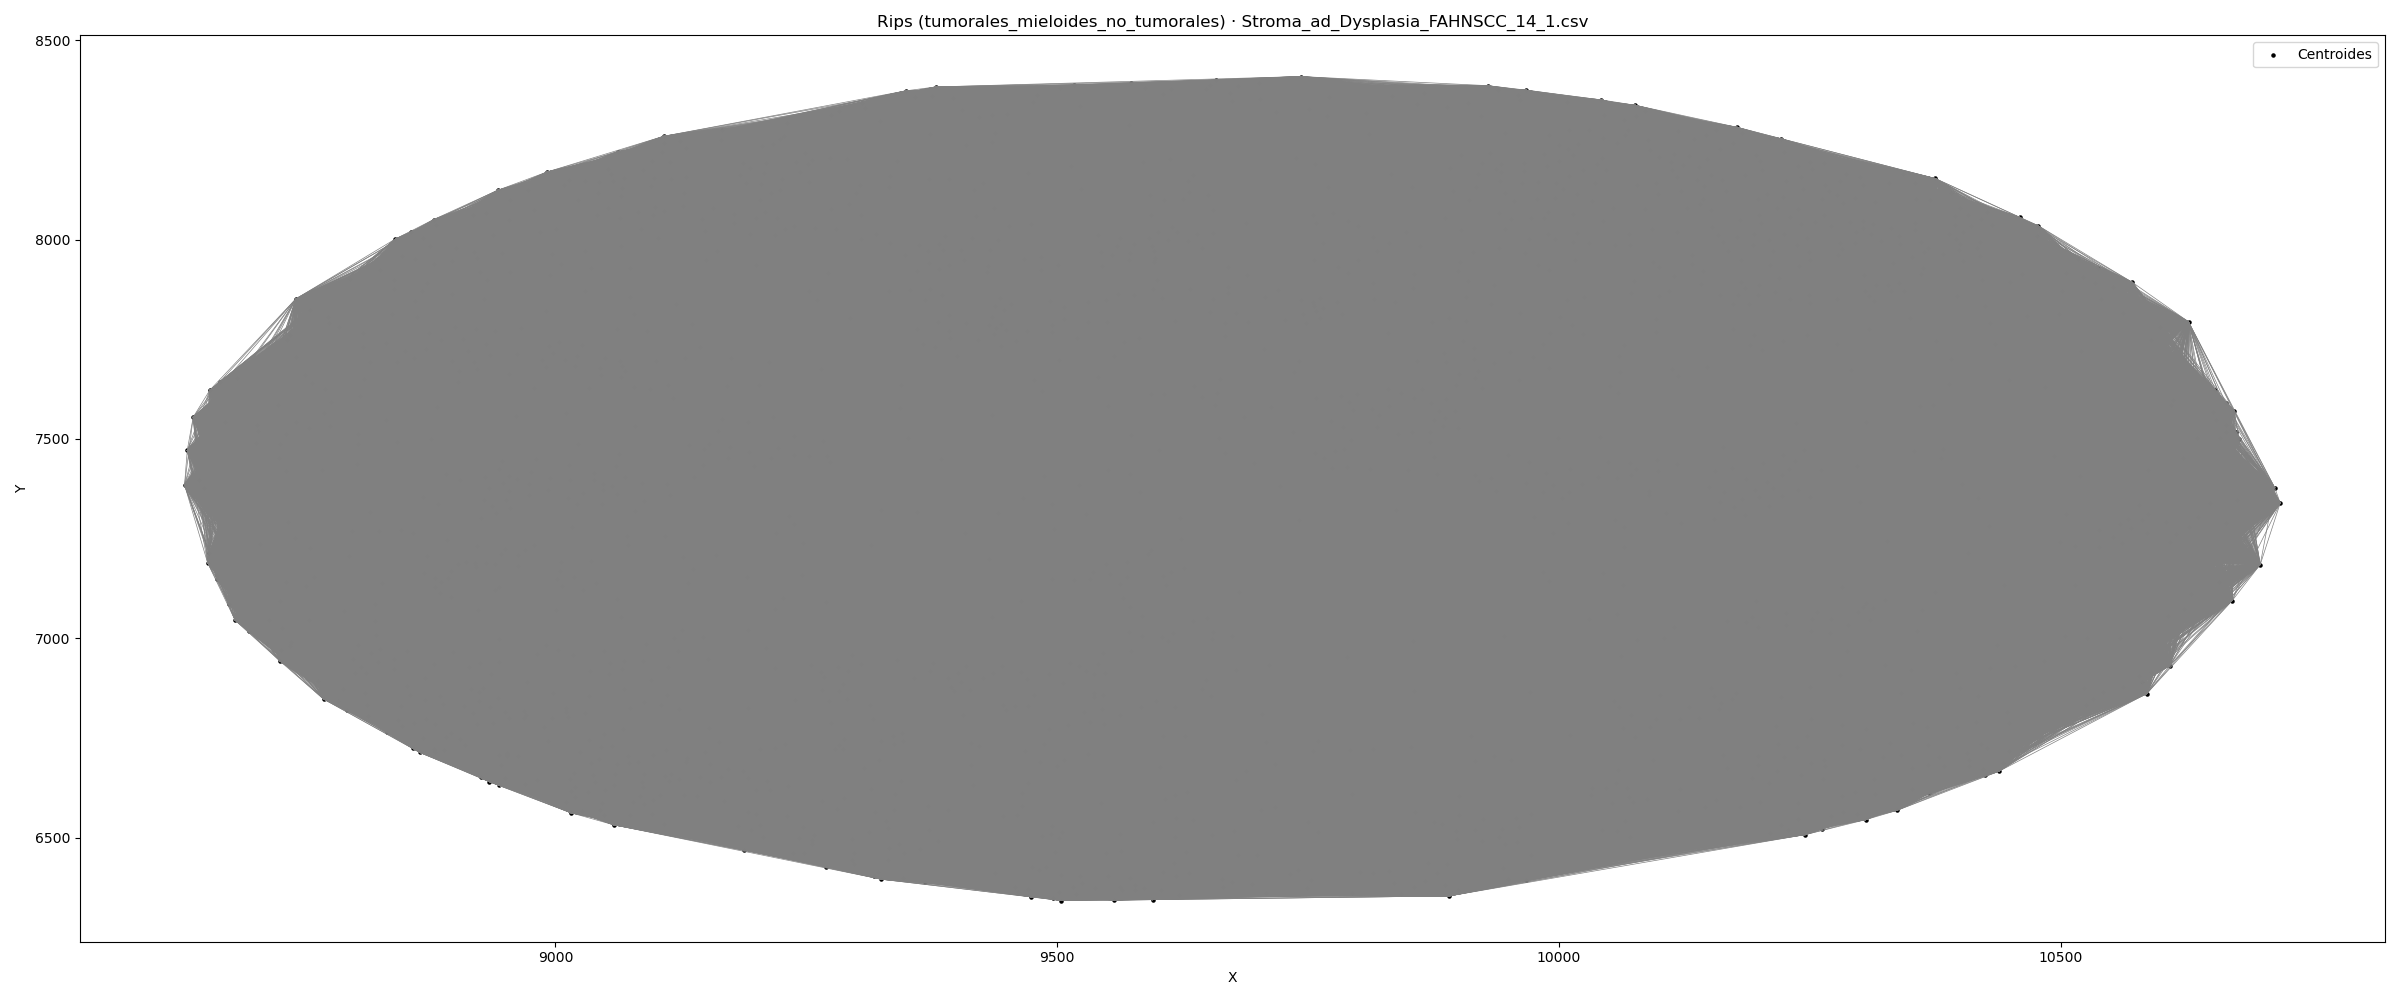 Rips (tumorales_mieloides_no_tumorales) · Stroma_ad_Dysplasia_FAHNSCC_14_1.csv
Centroides
8500
8000
7500
7000
6500
Y
9000 9500 10000 10500
X